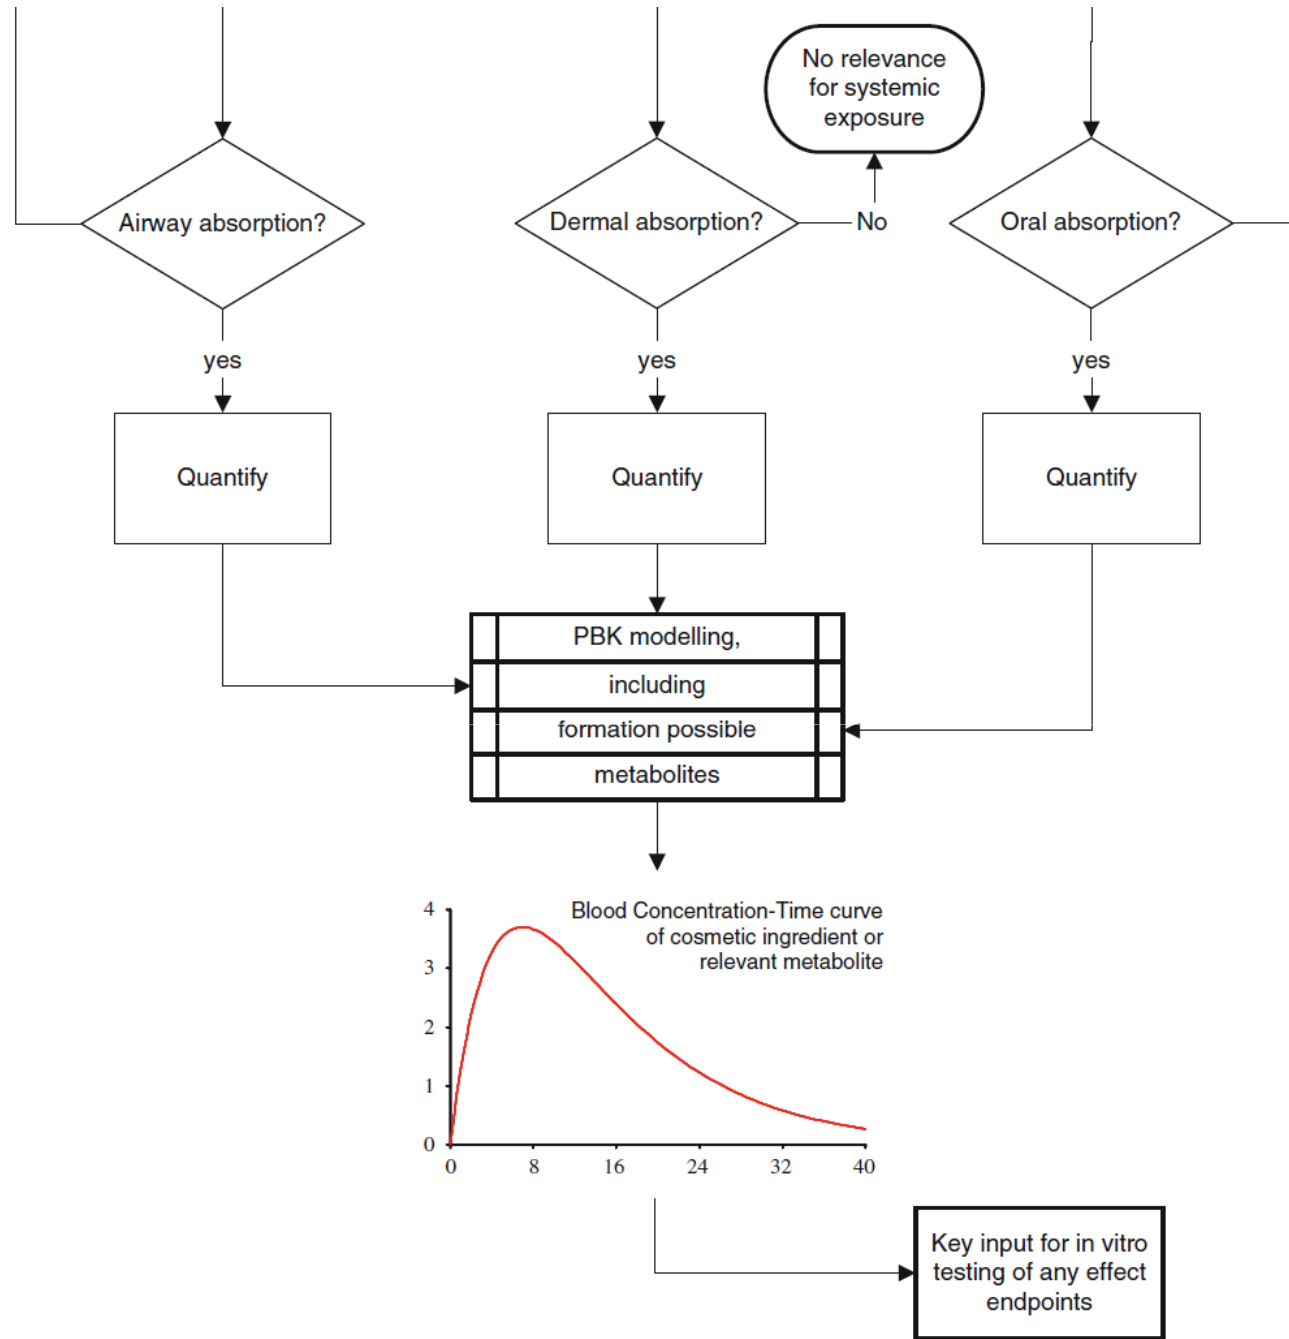 No relevance
for systemic
exposure
Airway absorption?
Dermal absorption?
No
Oral absorption?
yes
yes
yes
Quantify
Quantify
Quantify
PBK modelling,
including
formation possible
metabolites
Blood Concentration-Time curve
of cosmetic ingredient or
relevant metabolite
4
3
2
1
0
0 8 16 24 32 40
Key input for in vitro
testing of any effect
endpoints